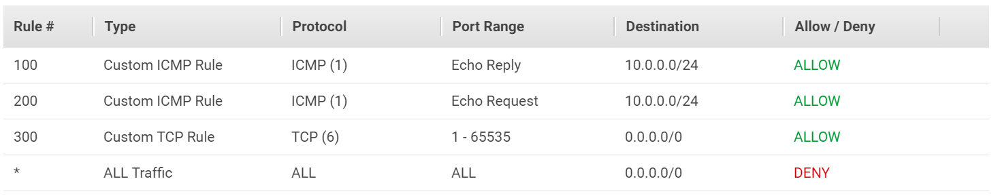 Rule # Type Protocol Port Range Destination Allow / Deny
100 Custom ICMP Rule ICMP (1) Echo Reply 10.0.0.0/24 ALLOW
200 Custom ICMP Rule ICMP (1) Echo Request 10.0.0.0/24 ALLOW
300 Custom TCP Rule TCP (6) 1 - 65535 0.0.0.0/0 ALLOW
* ALL Traffic ALL ALL 0.0.0.0/0 DENY